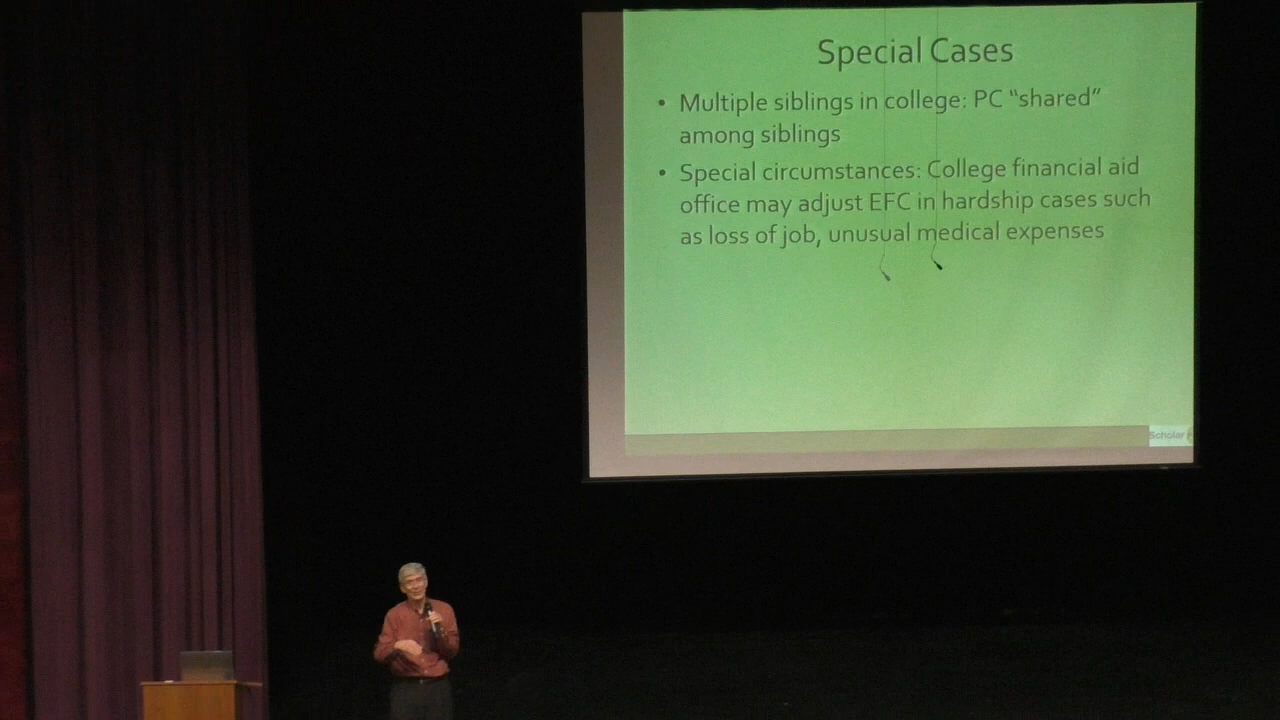 Special Cases
• Multiple siblings in college: PC “shared”
among siblings
• Special circumstances: College financial aid
office may adjust EFC in hardship cases such
as loss of job, unusual medical expenses
Scholar